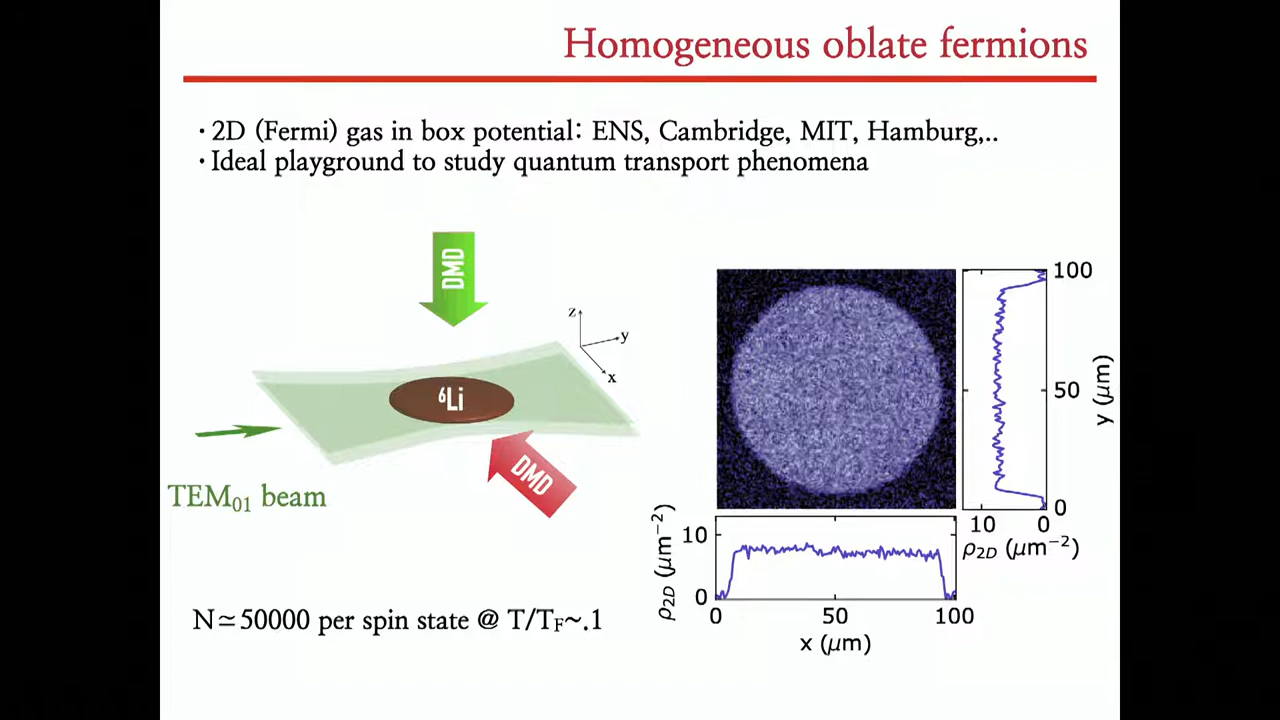 Homogeneous oblate fermions
· 2D (Fermi) gas in box potential: ENS, Cambridge, MIT, Hamburg,..
· Ideal playground to study quantum transport phenomena
DMD
z
y
x
⁶Li
DMD
TEM₀₁ beam
100
50
0
y (μm)
10
0
ρ2D (μm⁻²)
10
0
ρ2D (μm⁻²)
0
50
100
x (μm)
N≃50000 per spin state @ T/TF~.1